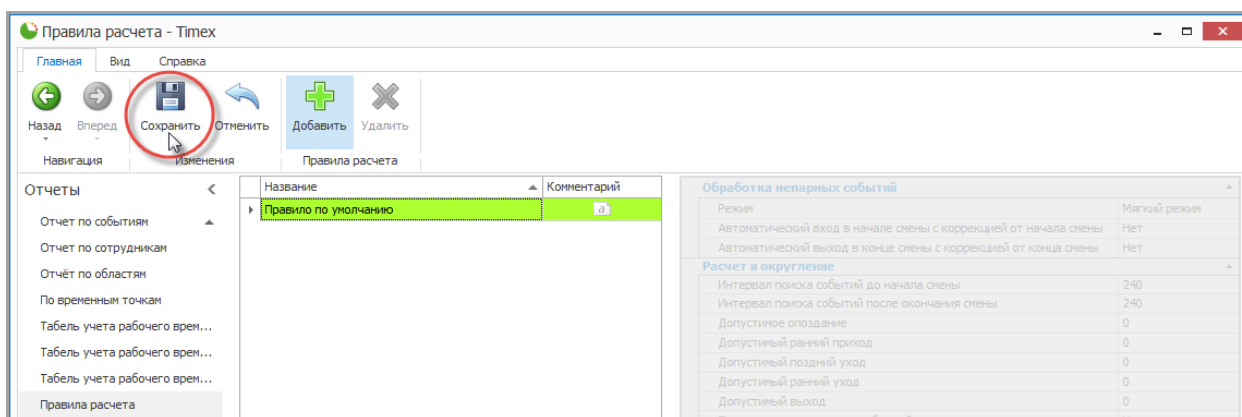 Правила расчета - Timex
Главная Вид Справка
Назад Вперед Сохранить Отменить Добавить Удалить
Навигация Изменения Правила расчета
Отчеты
Отчет по событиям
Отчет по сотрудникам
Отчёт по областям
По временным точкам
Табель учета рабочего врем...
Табель учета рабочего врем...
Табель учета рабочего врем...
Правила расчета
Название Комментарий
Правило по умолчанию a
Обработка непарных событий
Режим Мягкий режим
Автоматический вход в начале смены с коррекцией от начала смены Нет
Автоматический выход в конце смены с коррекцией от конца смены Нет
Расчет и округление
Интервал поиска событий до начала смены 240
Интервал поиска событий после окончания смены 240
Допустимое опоздание 0
Допустимый ранний приход 0
Допустимый поздний уход 0
Допустимый ранний уход 0
Допустимый выход 0